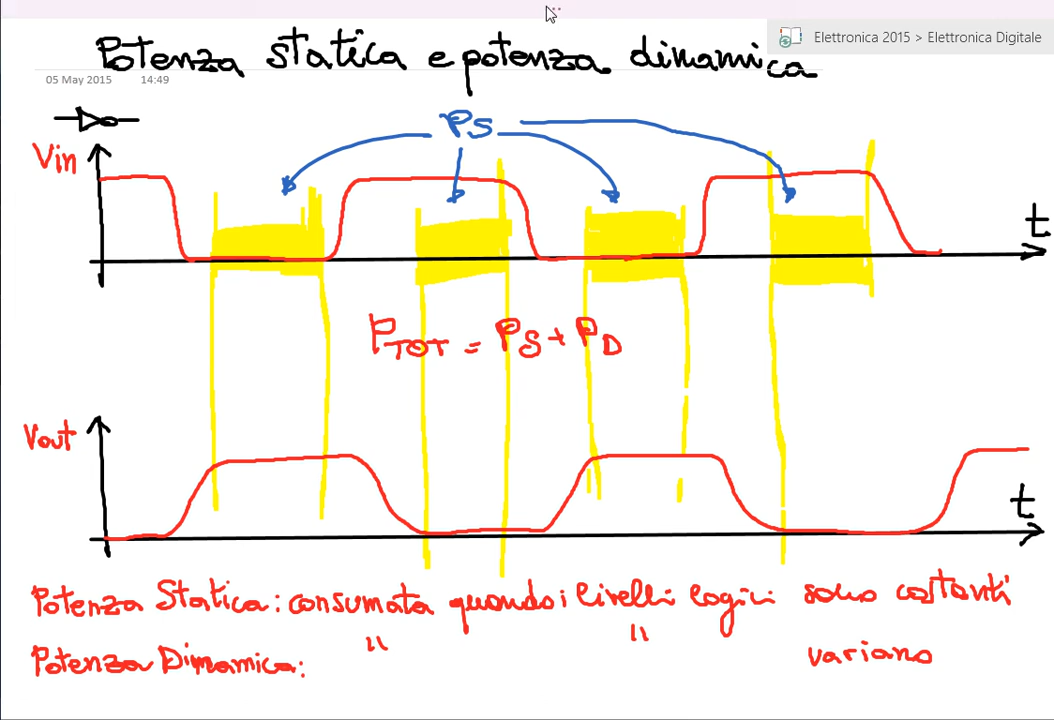 Elettronica 2015 > Elettronica Digitale
Potenza statica e potenza dinamica
05 May 2015 14:49
PS
Vin
t
PTOT = PS + PD
Vout
t
Potenza Statica: consumata quando i livelli logici sono costanti
Potenza Dinamica: " " variano